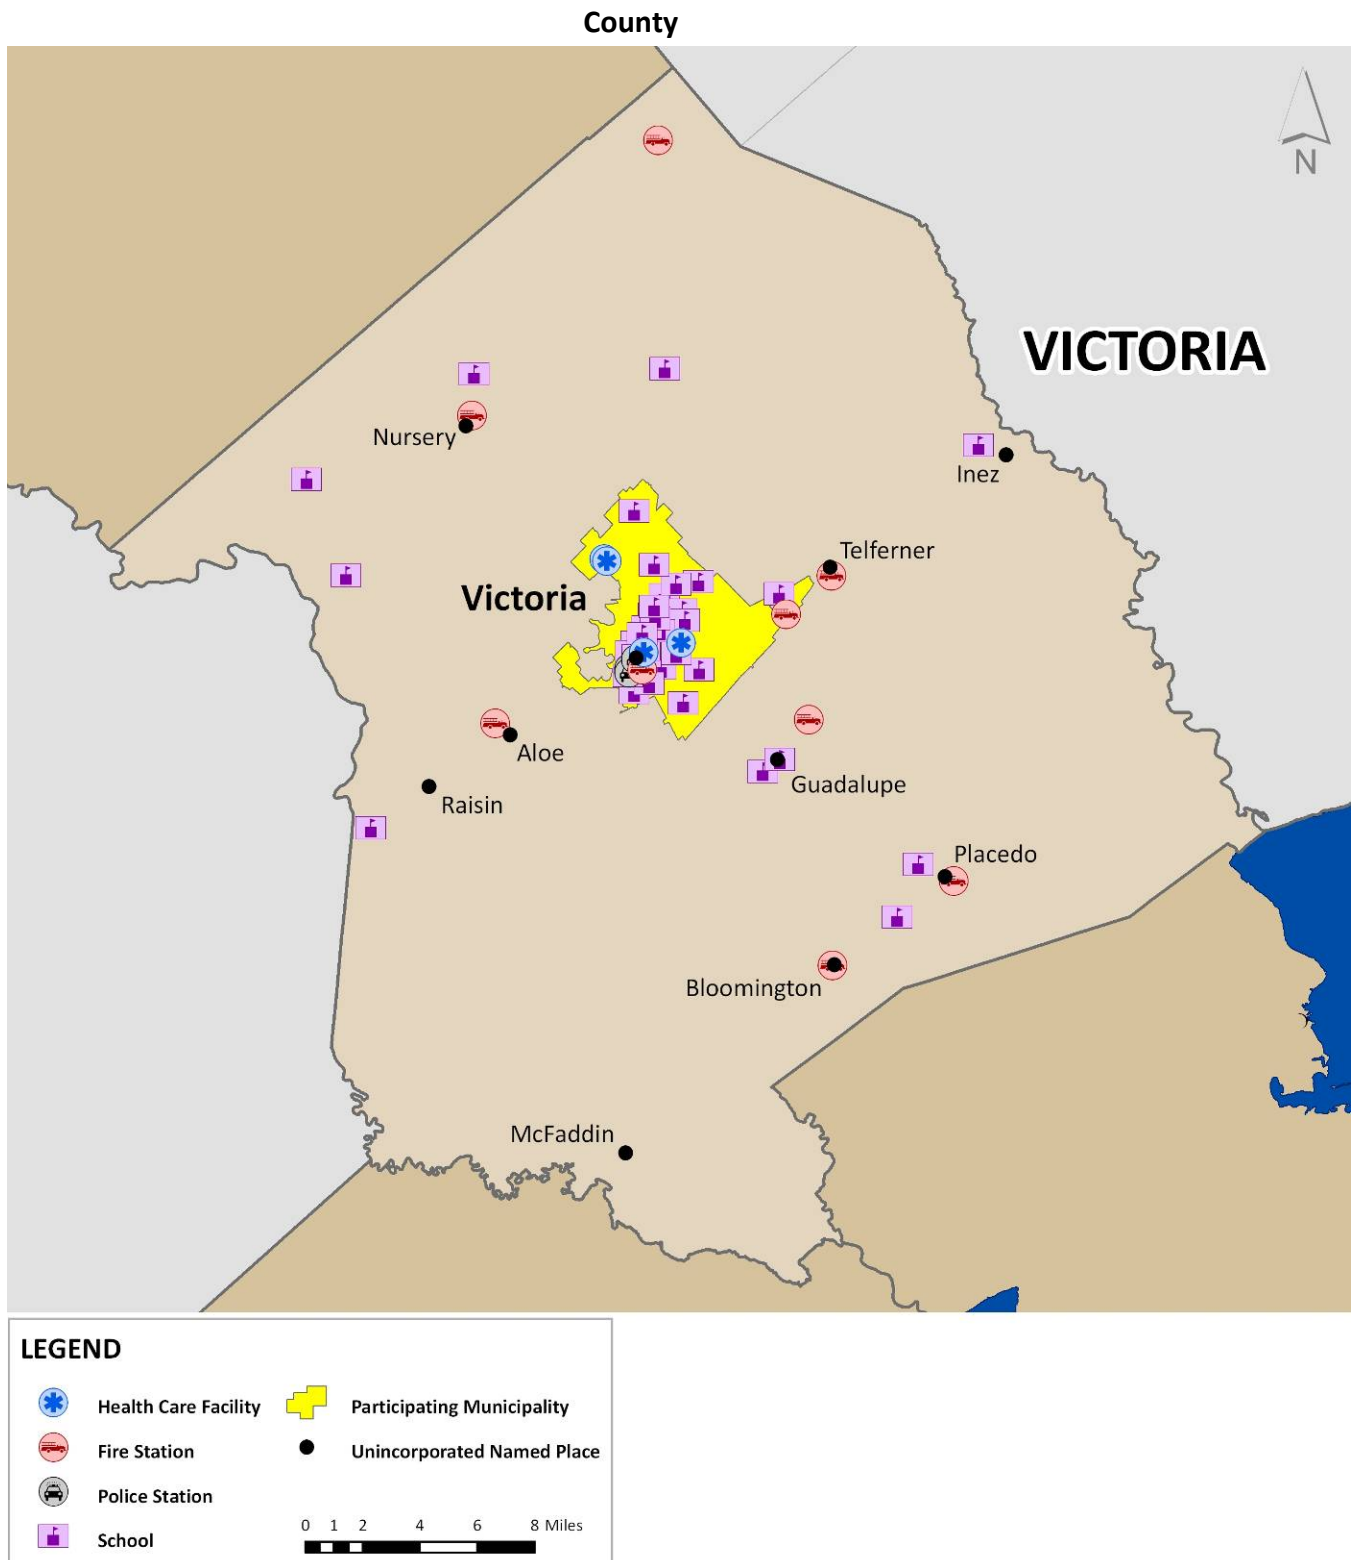 County
N
VICTORIA
Nursery
Inez
Telferner
Victoria
Aloe
Guadalupe
Raisin
Placedo
Bloomington
McFaddin
LEGEND
Health Care Facility
Participating Municipality
Fire Station
Unincorporated Named Place
Police Station
School
0 1 2 4 6 8 Miles